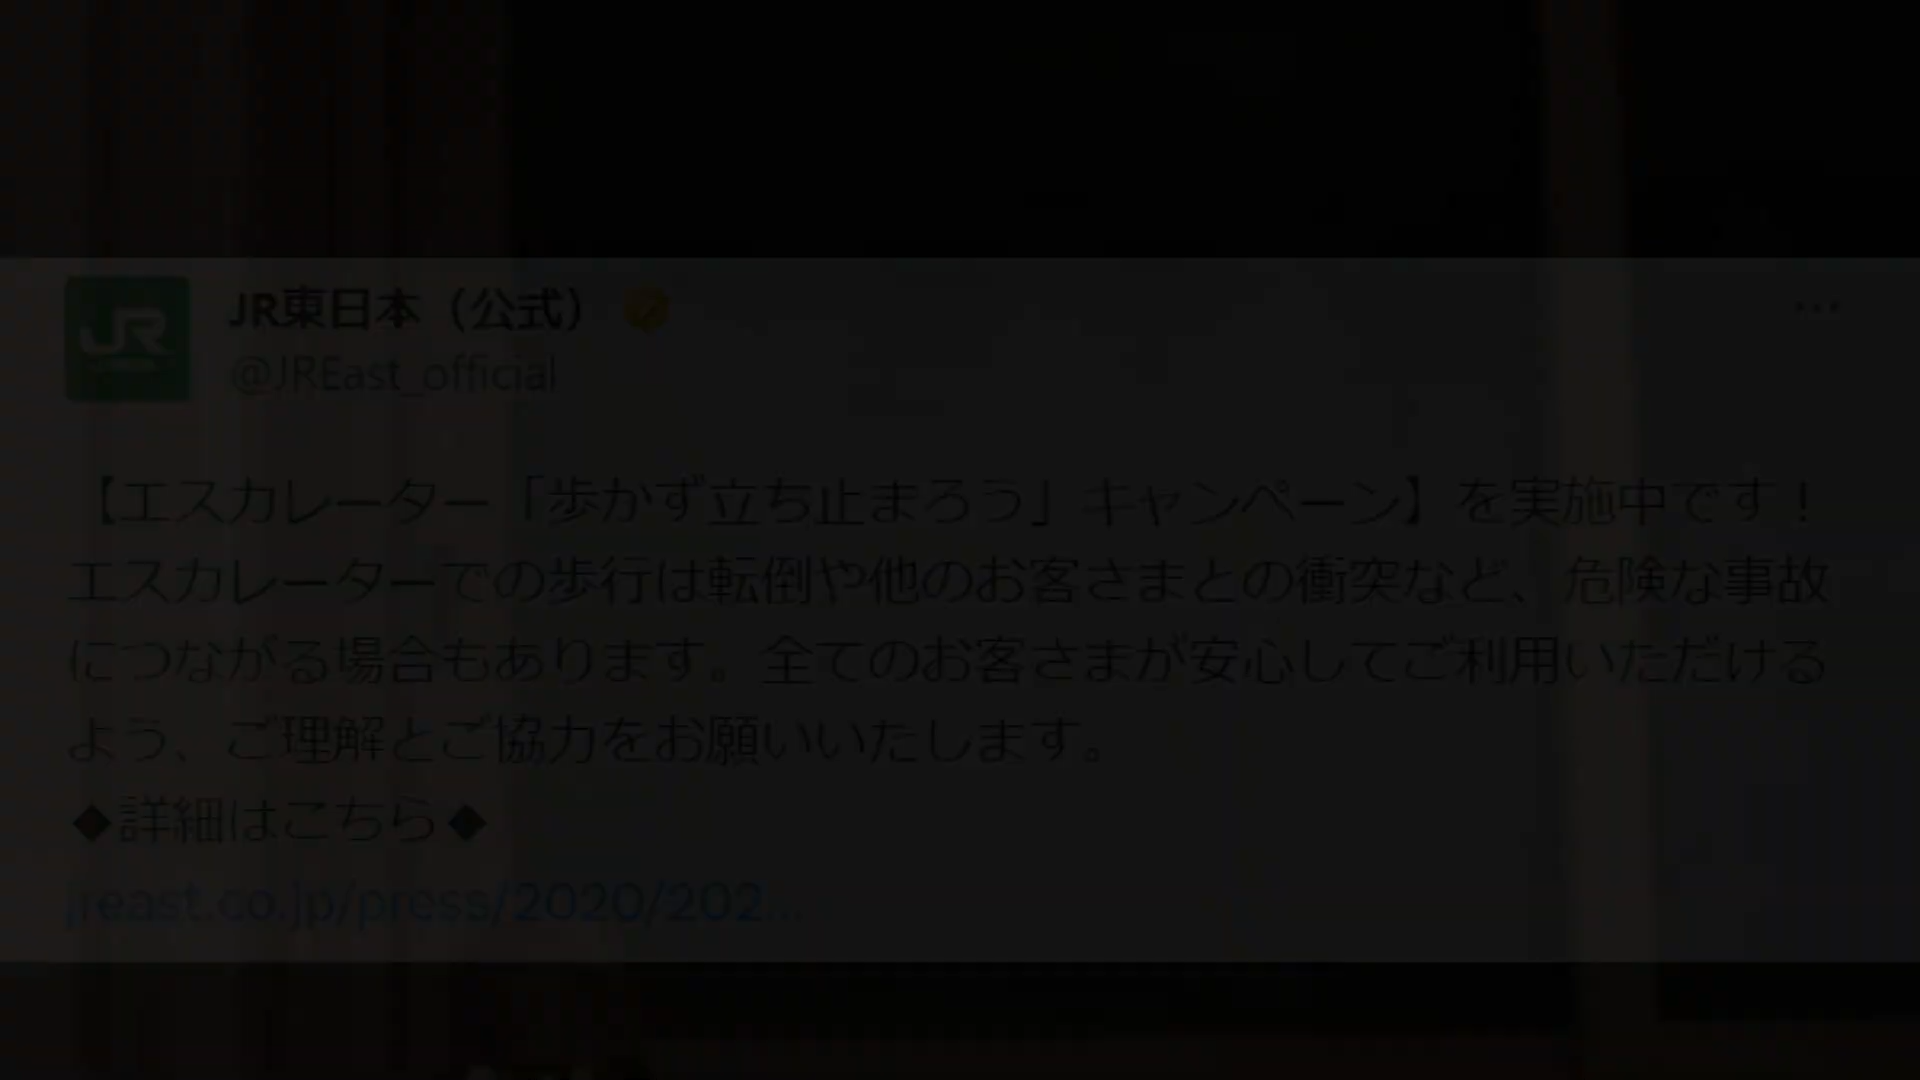 JR
JR東日本（公式）
@JREast_official
【エスカレーター「歩かず立ち止まろう」キャンペーン】を実施中です！
エスカレーターでの歩行は転倒や他のお客さまとの衝突など、危険な事故
につながる場合もあります。全てのお客さまが安心してご利用いただける
よう、ご理解とご協力をお願いいたします。
◆詳細はこちら◆
jreast.co.jp/press/2020/202...